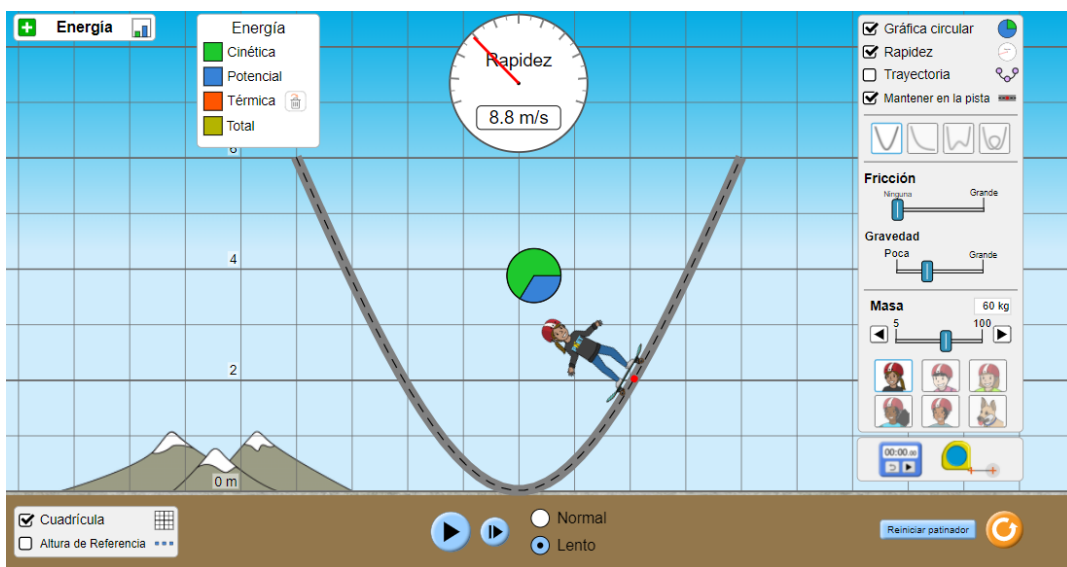 Energía
Energía
Cinética
Potencial
Térmica
Total
Rapidez
8.8 m/s
6
4
2
0 m
Gráfica circular
Rapidez
Trayectoria
Mantener en la pista
Fricción
Ninguna
Grande
Gravedad
Poca
Grande
Masa
60 kg
5
100
00:00.00
Cuadrícula
Altura de Referencia
Normal
Lento
Reiniciar patinador